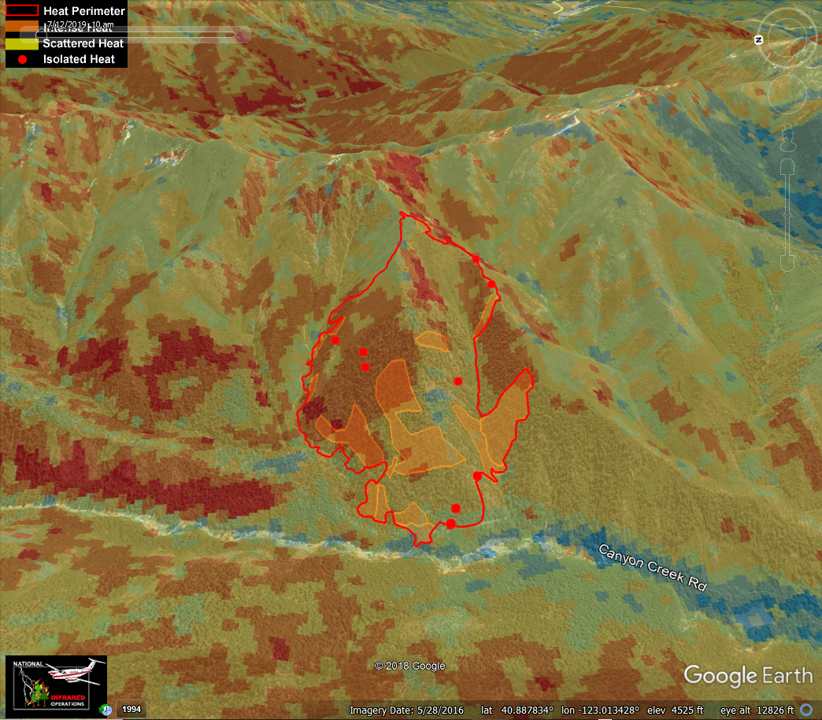 Heat Perimeter
7/12/2019 10 am
Intense Heat
Scattered Heat
Isolated Heat
N
Canyon Creek Rd
© 2018 Google
Google Earth
NATIONAL
INFRARED
OPERATIONS
1994
Imagery Date: 5/28/2016 lat 40.887834° lon -123.013428° elev 4525 ft eye alt 12826 ft